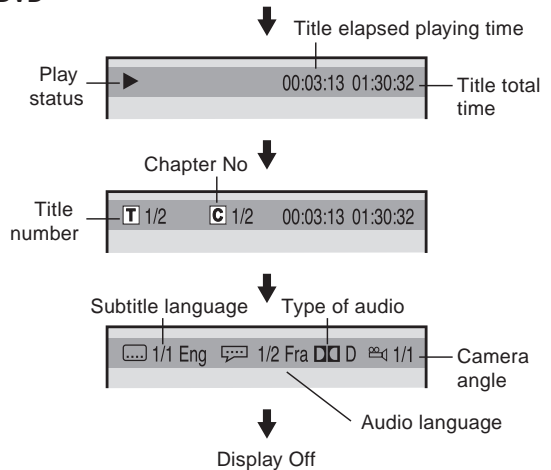 Title elapsed playing time
Play status
00:03:13 01:30:32
Title total time
Chapter No
Title number
T 1/2 C 1/2 00:03:13 01:30:32
Subtitle language
Type of audio
1/1 Eng 1/2 Fra D 1/1
Camera angle
Audio language
Display Off